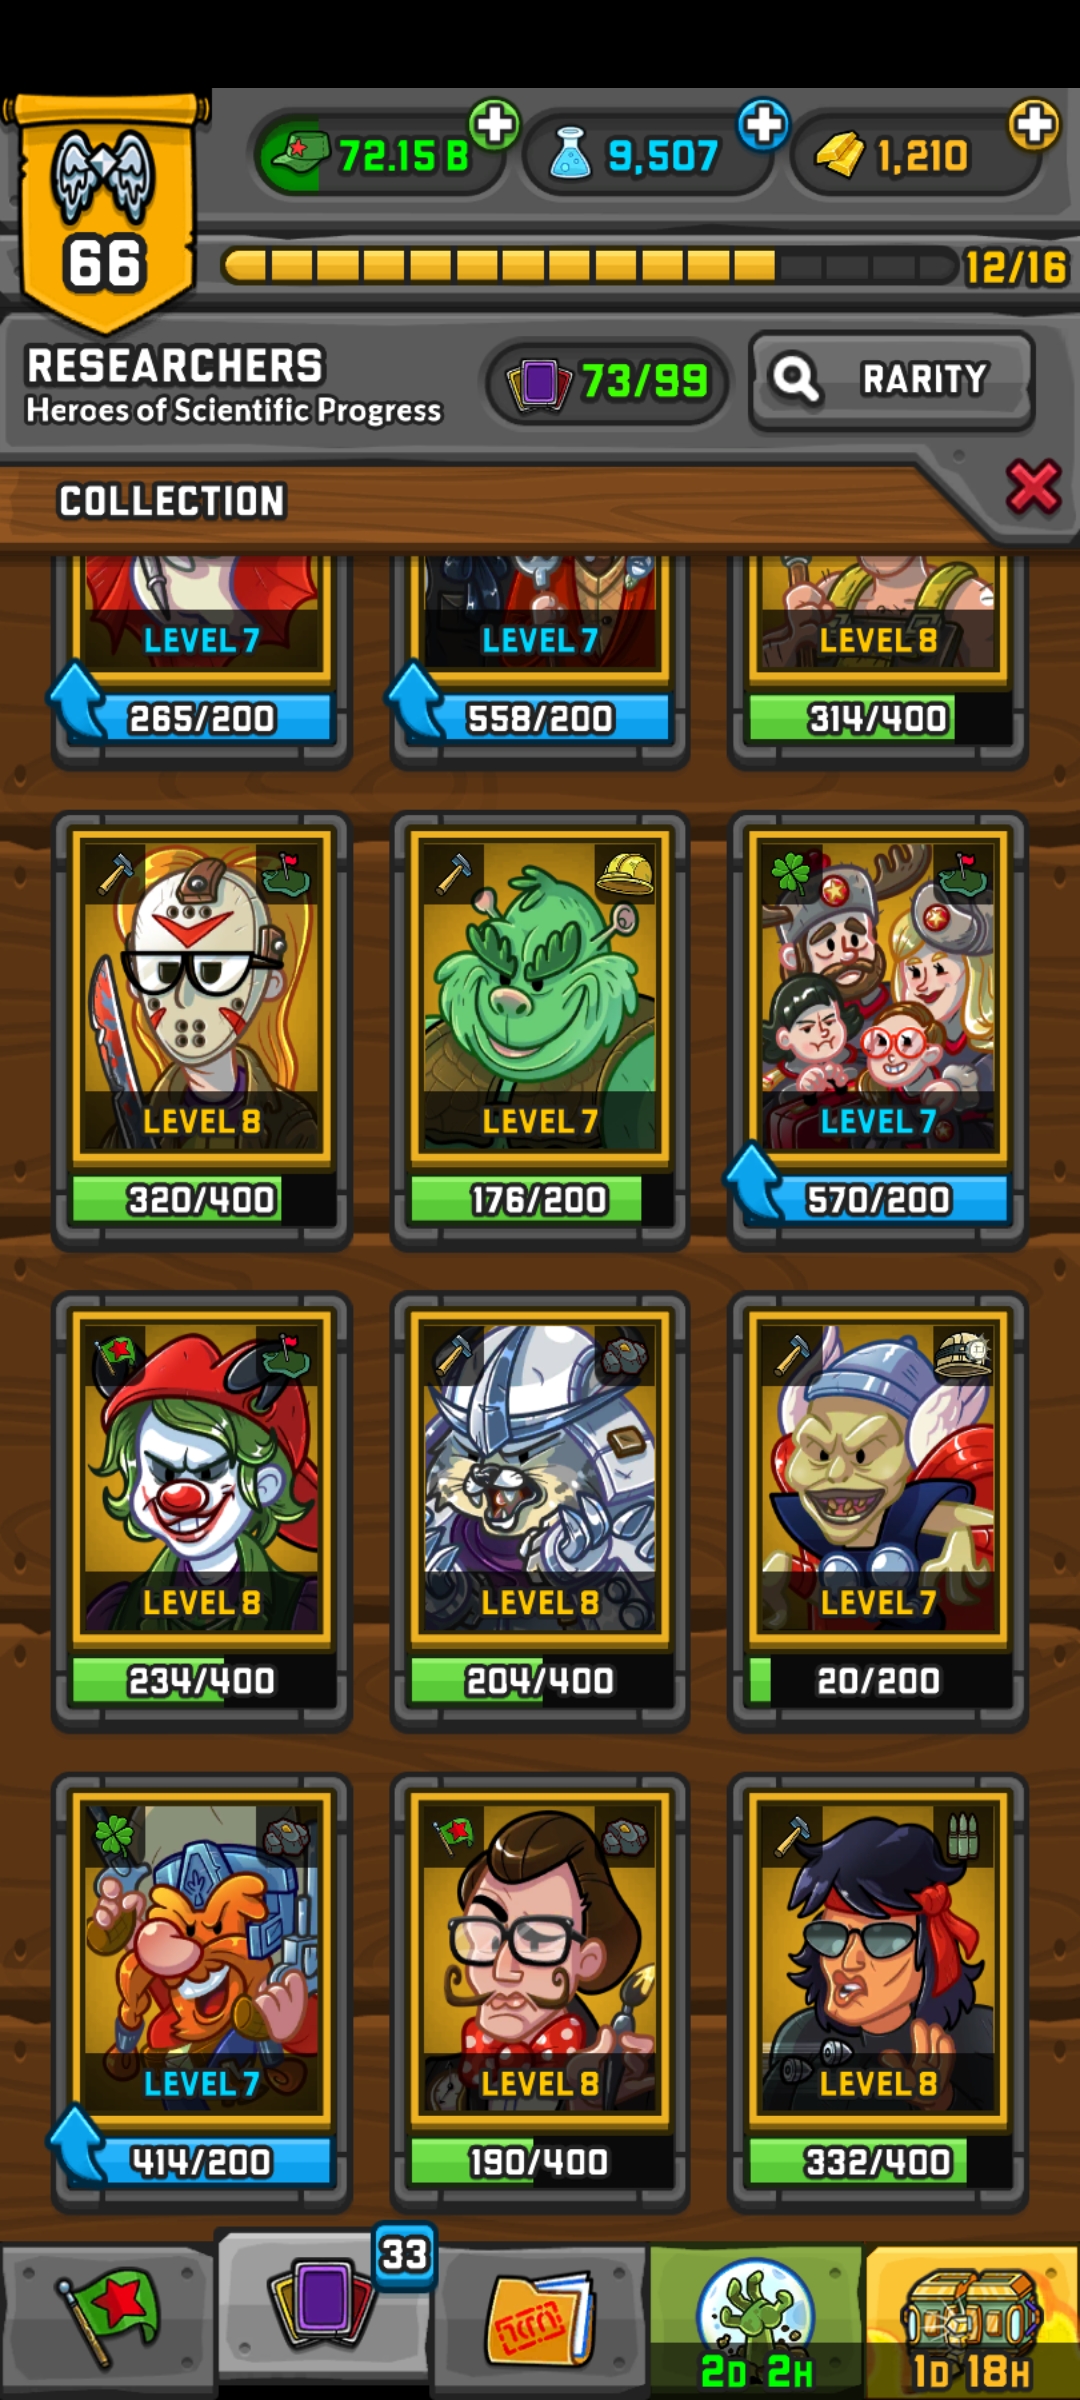 72.15 B
9,507
1,210
66
12/16
RESEARCHERS
Heroes of Scientific Progress
73/99
RARITY
COLLECTION
LEVEL 7
LEVEL 7
LEVEL 8
265/200
558/200
314/400
LEVEL 8
LEVEL 7
LEVEL 7
320/400
176/200
570/200
LEVEL 8
LEVEL 8
LEVEL 7
234/400
204/400
20/200
LEVEL 7
LEVEL 8
LEVEL 8
414/200
190/400
332/400
33
2D 2H
1D 18H